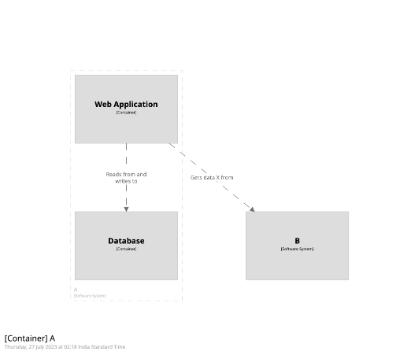 Web Application
[Container]
Reads from and
writes to
Gets data X from
Database
[Container]
B
[Software System]
A
[Software System]
[Container] A
Thursday, 27 July 2023 at 02:18 India Standard Time